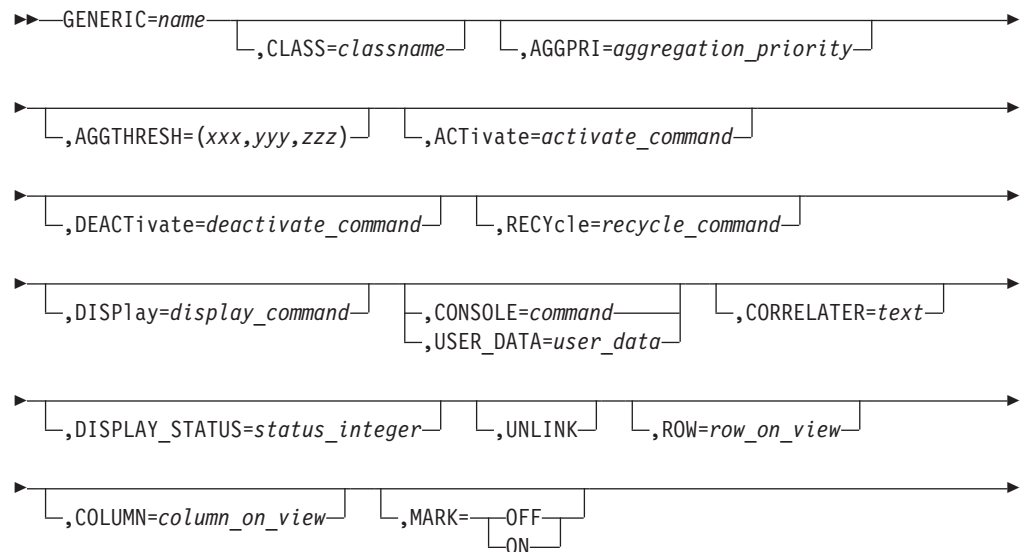 GENERIC=name
,CLASS=classname ,AGGPRI=aggregation_priority
,AGGTHRESH=(xxx,yyy,zzz) ,ACTivate=activate_command
,DEACTivate=deactivate_command ,RECYcle=recycle_command
,DISPlay=display_command ,CONSOLE=command ,CORRELATER=text
,USER_DATA=user_data
,DISPLAY_STATUS=status_integer ,UNLINK ,ROW=row_on_view
,COLUMN=column_on_view ,MARK= OFF
ON